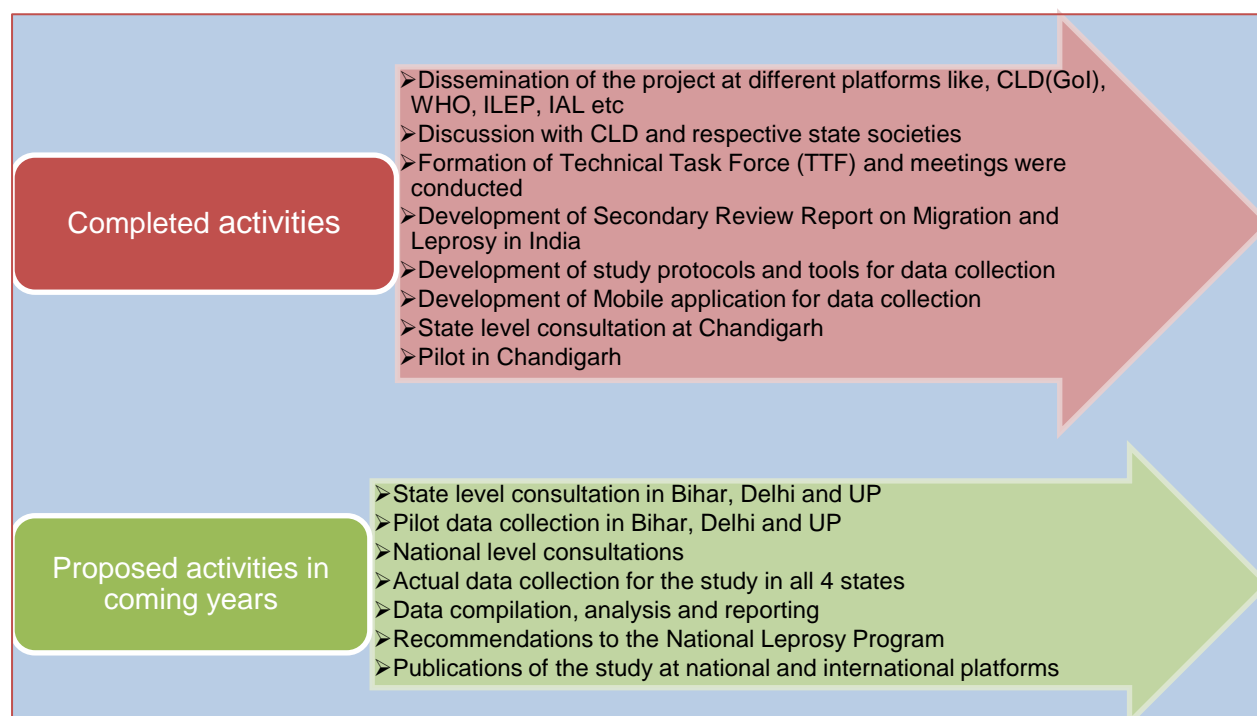 Completed activities
➢Dissemination of the project at different platforms like, CLD(GoI),
WHO, ILEP, IAL etc
➢Discussion with CLD and respective state societies
➢Formation of Technical Task Force (TTF) and meetings were
conducted
➢Development of Secondary Review Report on Migration and
Leprosy in India
➢Development of study protocols and tools for data collection
➢Development of Mobile application for data collection
➢State level consultation at Chandigarh
➢Pilot in Chandigarh
Proposed activities in
coming years
➢State level consultation in Bihar, Delhi and UP
➢Pilot data collection in Bihar, Delhi and UP
➢National level consultations
➢Actual data collection for the study in all 4 states
➢Data compilation, analysis and reporting
➢Recommendations to the National Leprosy Program
➢Publications of the study at national and international platforms